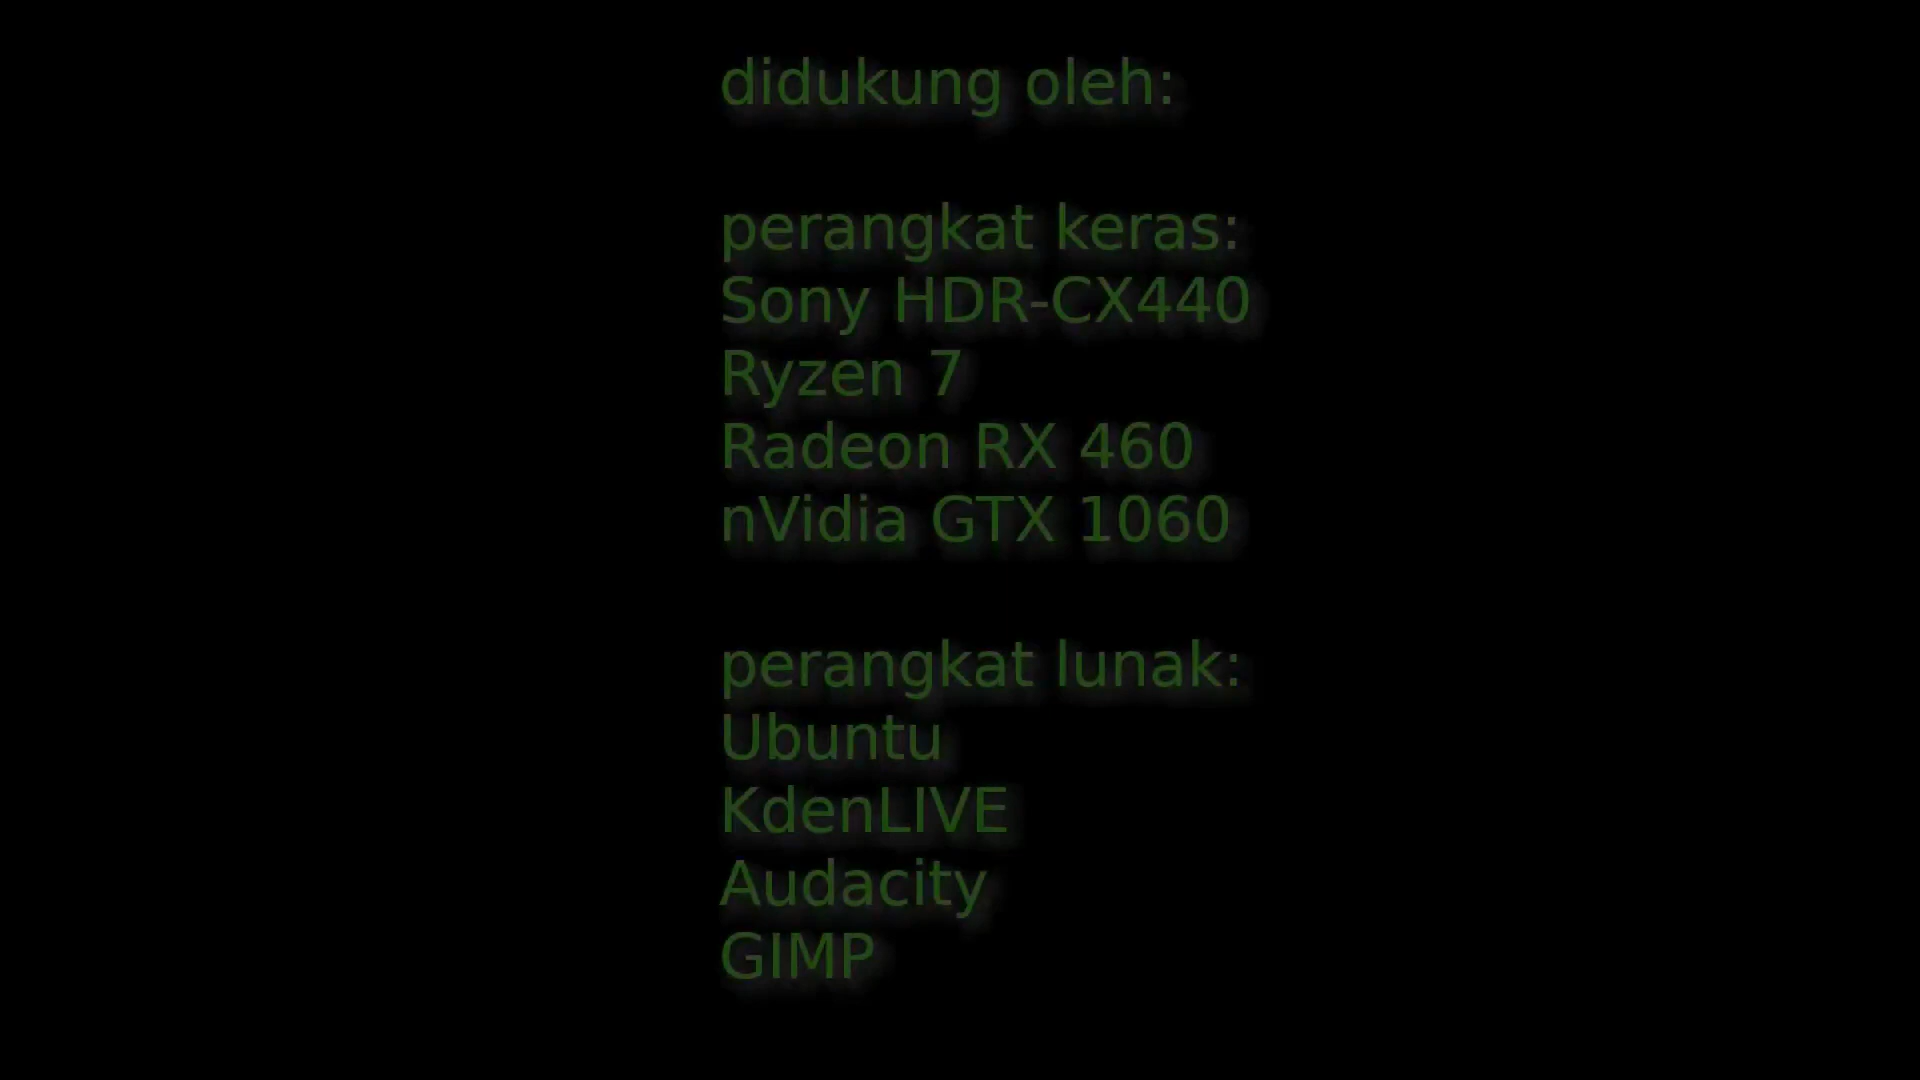 didukung oleh:
perangkat keras:
Sony HDR-CX440
Ryzen 7
Radeon RX 460
nVidia GTX 1060
perangkat lunak:
Ubuntu
KdenLIVE
Audacity
GIMP